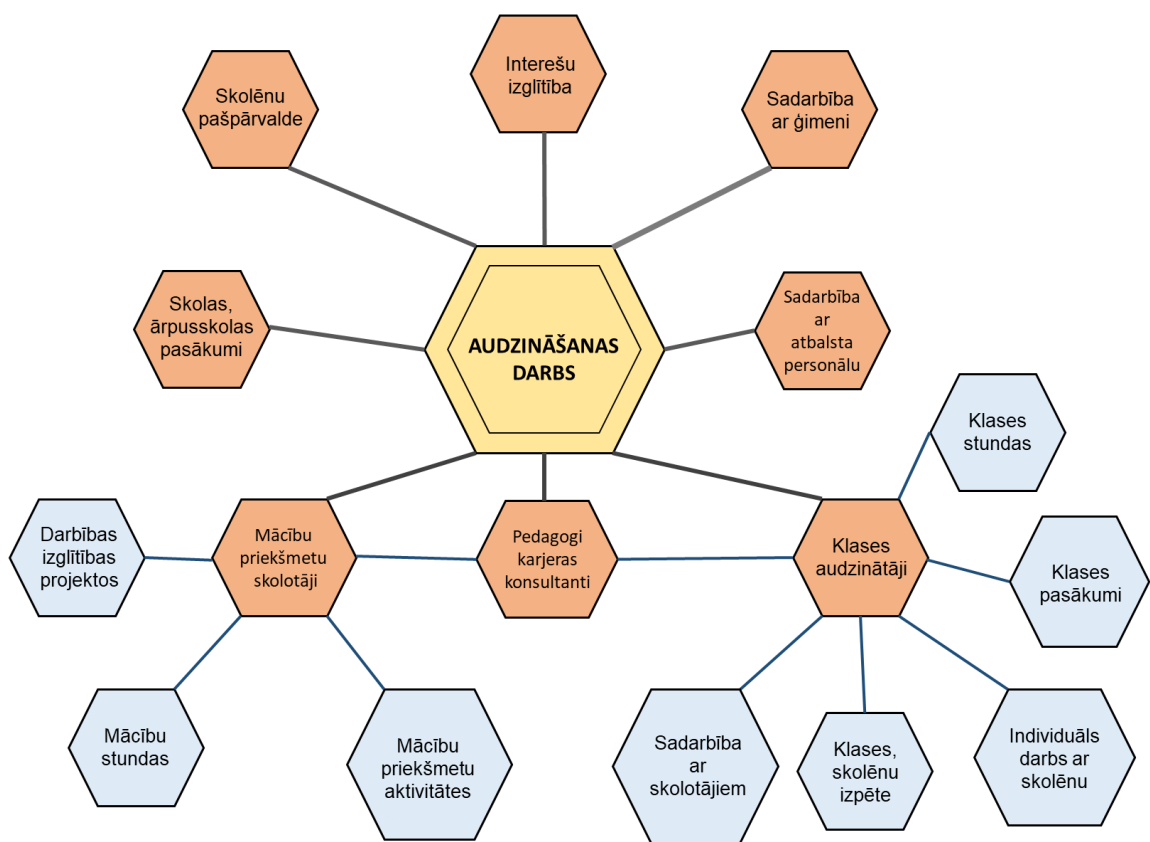 Skolēnu
pašpārvalde
Interešu
izglītība
Sadarbība
ar ģimeni
Skolas,
ārpusskolas
pasākumi
AUDZINĀŠANAS
DARBS
Sadarbība
ar
atbalsta
personālu
Klases
stundas
Darbības
izglītības
projektos
Mācību
priekšmetu
skolotāji
Pedagogi
karjeras
konsultanti
Klases
audzinātāji
Klases
pasākumi
Mācību
stundas
Mācību
priekšmetu
aktivitātes
Sadarbība
ar
skolotājiem
Klases,
skolēnu
izpēte
Individuāls
darbs ar
skolēnu